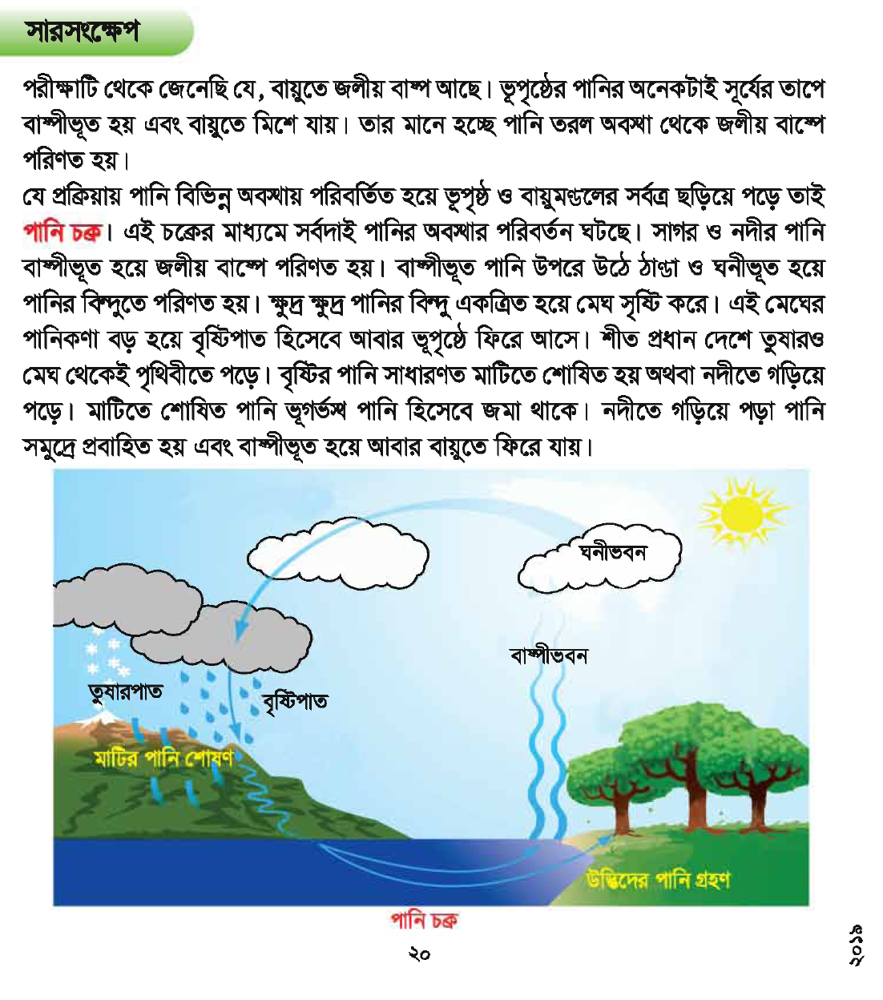 সারসংক্ষেপ
পরীক্ষাটি থেকে জেনেছি যে, বায়ুতে জলীয় বাষ্প আছে। ভূপৃষ্ঠের পানির অনেকটাই সূর্যের তাপে
বাষ্পীভূত হয় এবং বায়ুতে মিশে যায়। তার মানে হচ্ছে পানি তরল অবস্থা থেকে জলীয় বাষ্পে
পরিণত হয়।
যে প্রক্রিয়ায় পানি বিভিন্ন অবস্থায় পরিবর্তিত হয়ে ভূপৃষ্ঠ ও বায়ুমণ্ডলের সর্বত্র ছড়িয়ে পড়ে তাই
পানি চক্র। এই চক্রের মাধ্যমে সর্বদাই পানির অবস্থার পরিবর্তন ঘটছে। সাগর ও নদীর পানি
বাষ্পীভূত হয়ে জলীয় বাষ্পে পরিণত হয়। বাষ্পীভূত পানি উপরে উঠে ঠাণ্ডা ও ঘনীভূত হয়ে
পানির বিন্দুতে পরিণত হয়। ক্ষুদ্র ক্ষুদ্র পানির বিন্দু একত্রিত হয়ে মেঘ সৃষ্টি করে। এই মেঘের
পানিকণা বড় হয়ে বৃষ্টিপাত হিসেবে আবার ভূপৃষ্ঠে ফিরে আসে। শীত প্রধান দেশে তুষারও
মেঘ থেকেই পৃথিবীতে পড়ে। বৃষ্টির পানি সাধারণত মাটিতে শোষিত হয় অথবা নদীতে গড়িয়ে
পড়ে। মাটিতে শোষিত পানি ভূগর্ভস্থ পানি হিসেবে জমা থাকে। নদীতে গড়িয়ে পড়া পানি
সমুদ্রে প্রবাহিত হয় এবং বাষ্পীভূত হয়ে আবার বায়ুতে ফিরে যায়।
ঘনীভবন
বাষ্পীভবন
তুষারপাত
বৃষ্টিপাত
মাটির পানি শোষণ
উদ্ভিদের পানি গ্রহণ
পানি চক্র
২০
২০১৯